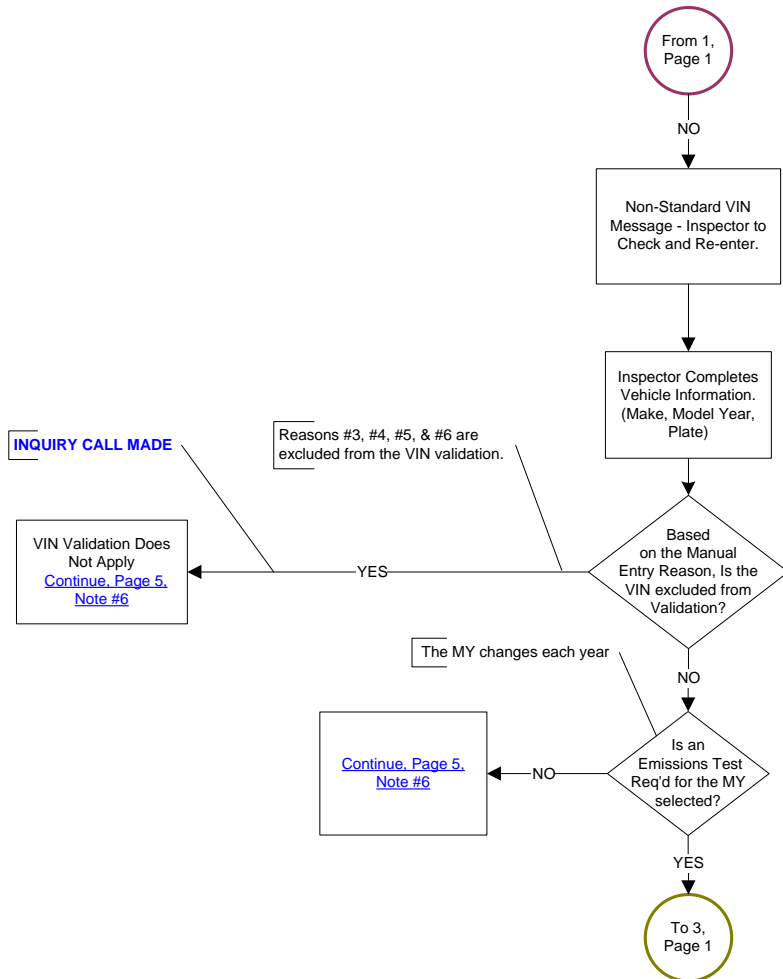 From 1,
Page 1
NO
Non-Standard VIN
Message - Inspector to
Check and Re-enter.
Inspector Completes
Vehicle Information.
(Make, Model Year,
Plate)
Reasons #3, #4, #5, & #6 are
excluded from the VIN validation.
INQUIRY CALL MADE
Based
on the Manual
Entry Reason, Is the
VIN excluded from
Validation?
YES
VIN Validation Does
Not Apply
Continue, Page 5,
Note #6
The MY changes each year
NO
Is an
Emissions Test
Req'd for the MY
selected?
NO
Continue, Page 5,
Note #6
YES
To 3,
Page 1